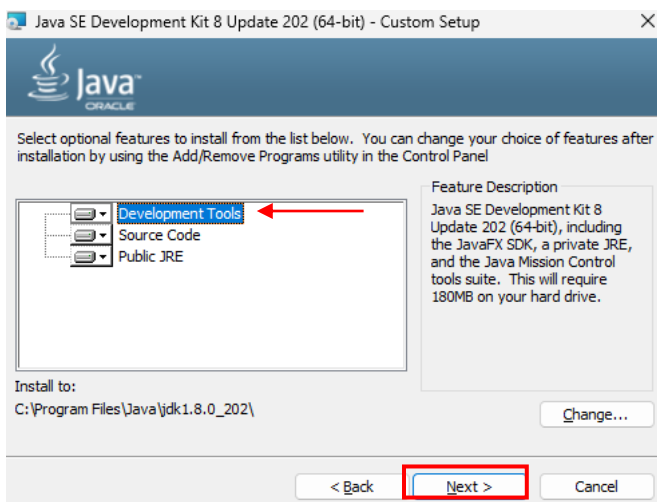 Java SE Development Kit 8 Update 202 (64-bit) - Custom Setup
Java
ORACLE
Select optional features to install from the list below. You can change your choice of features after
installation by using the Add/Remove Programs utility in the Control Panel
Development Tools
Source Code
Public JRE
Feature Description
Java SE Development Kit 8
Update 202 (64-bit), including
the JavaFX SDK, a private JRE,
and the Java Mission Control
tools suite. This will require
180MB on your hard drive.
Install to:
C:\Program Files\Java\jdk1.8.0_202\
Change...
< Back
Next >
Cancel